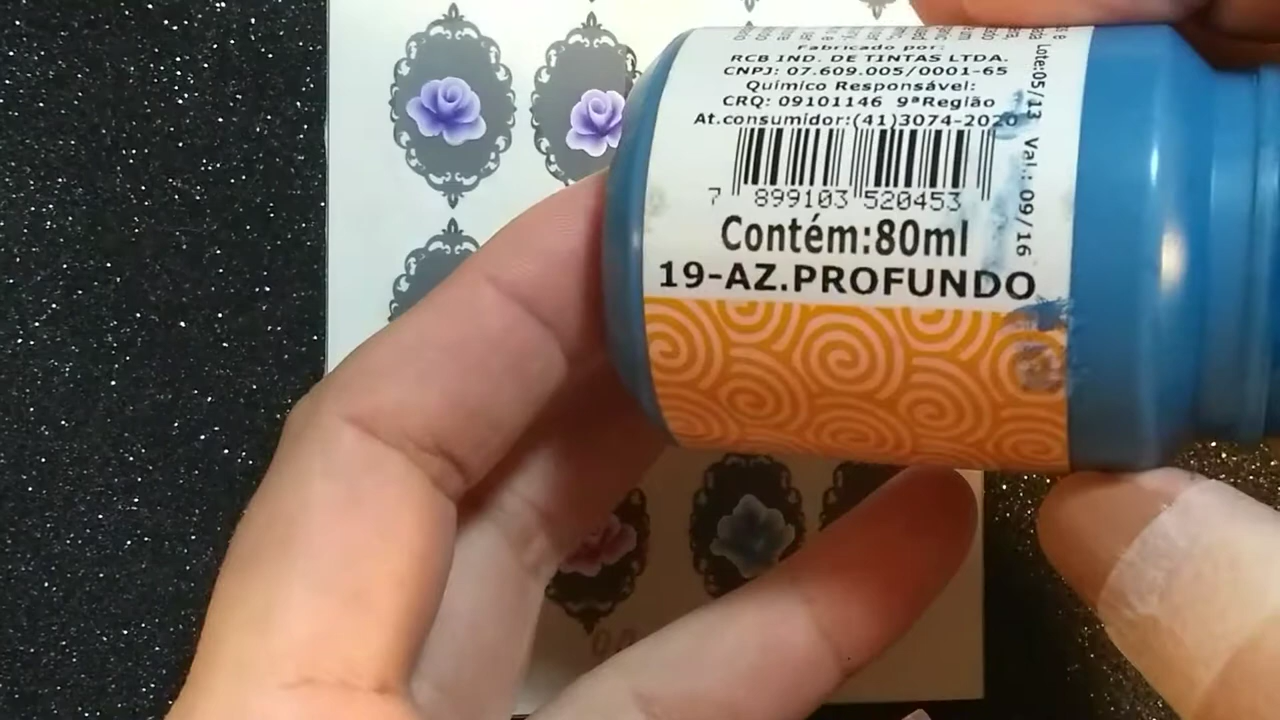 Fabricado por:
RCB IND. DE TINTAS LTDA.
CNPJ: 07.609.005/0001-65
Químico Responsável:
CRQ: 09101146 9ªRegião
At.consumidor:(41)3074-2020
7 899103 520453
Contém:80ml
19-AZ.PROFUNDO
Lote:05/13 Val.: 09/16